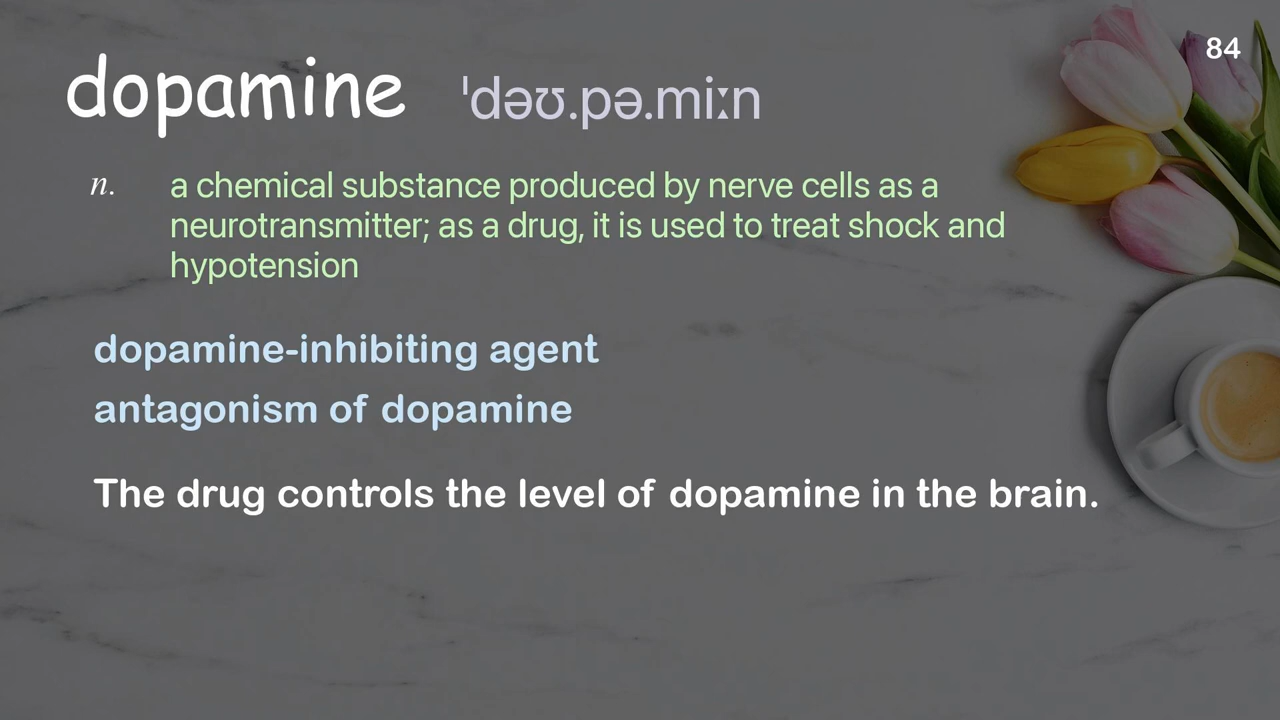 84
dopamine ˈdəʊ.pə.miːn
n. a chemical substance produced by nerve cells as a
neurotransmitter; as a drug, it is used to treat shock and
hypotension
dopamine-inhibiting agent
antagonism of dopamine
The drug controls the level of dopamine in the brain.